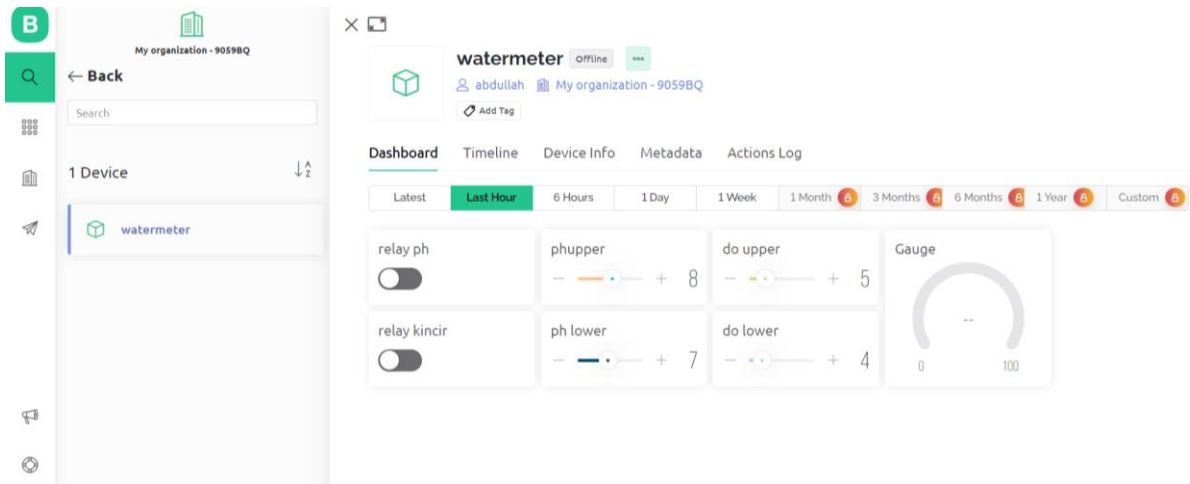 B
My organization - 9059BQ
← Back
Search
1 Device
watermeter
watermeter Offline
abdullah My organization - 9059BQ
Add Tag
Dashboard Timeline Device Info Metadata Actions Log
Latest Last Hour 6 Hours 1 Day 1 Week 1 Month 3 Months 6 Months 1 Year Custom
relay ph
phupper
8
do upper
5
Gauge
--
0 100
relay kincir
ph lower
7
do lower
4